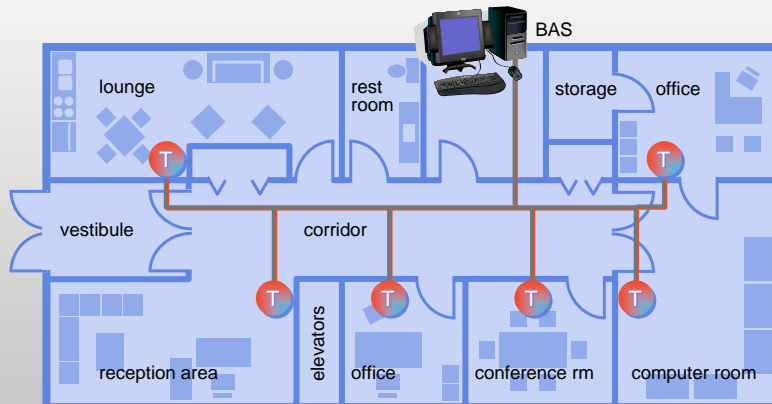 BAS
lounge
rest
room
storage
office
T
T
vestibule
corridor
T
T
T
T
elevators
reception area
office
conference rm
computer room